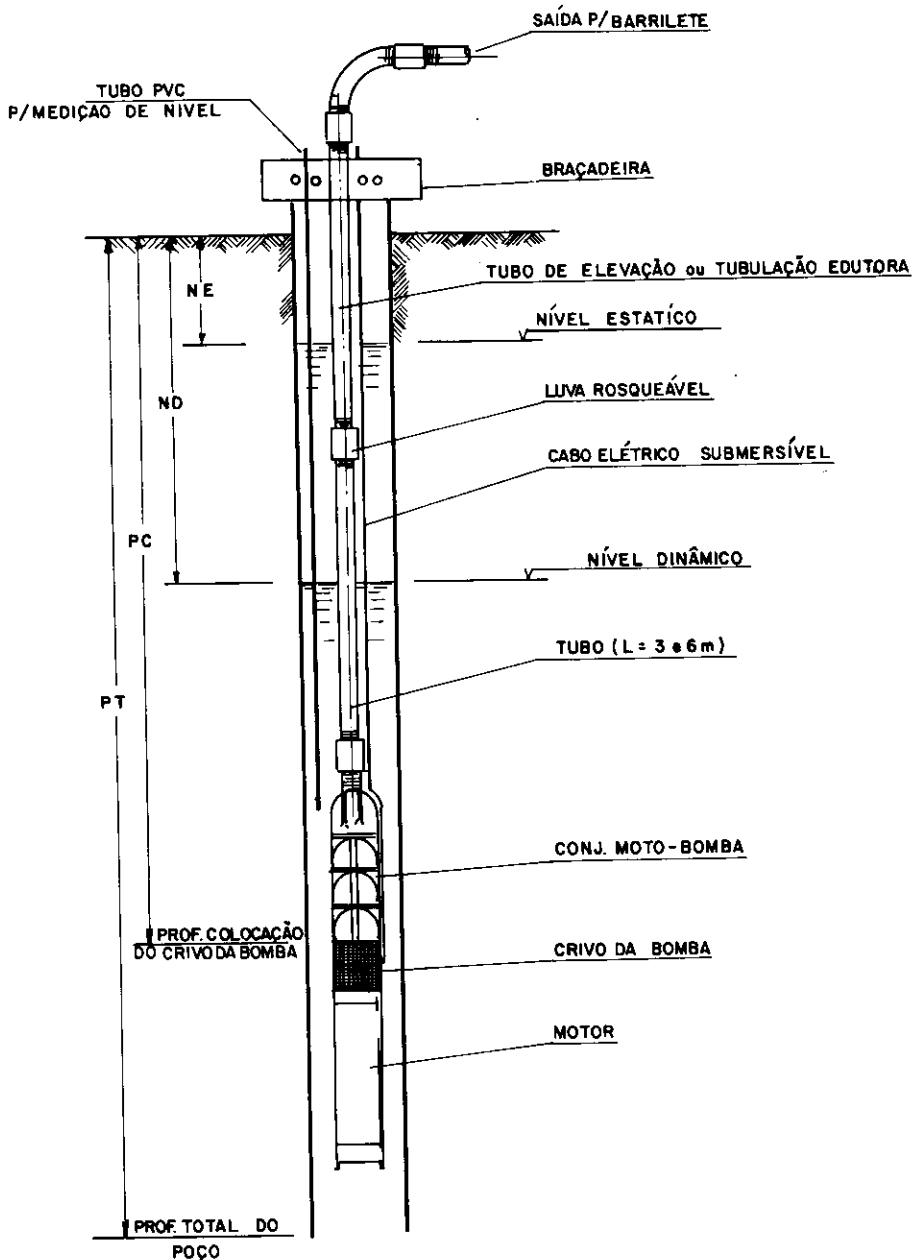 SAÍDA P/BARRILETE
TUBO PVC
P/MEDIÇAO DE NIVEL
BRAÇADEIRA
TUBO DE ELEVAÇÃO ou TUBULAÇÃO EDUTORA
NE
NÍVEL ESTATÍCO
ND
LUVA ROSQUEÁVEL
CABO ELÉTRICO SUBMERSÍVEL
PC
NÍVEL DINÂMICO
TUBO (L= 3 e 6m)
PT
CONJ. MOTO-BOMBA
PROF. COLOCAÇÃO
DO CRIVO DA BOMBA
CRIVO DA BOMBA
MOTOR
PROF. TOTAL DO
POÇO